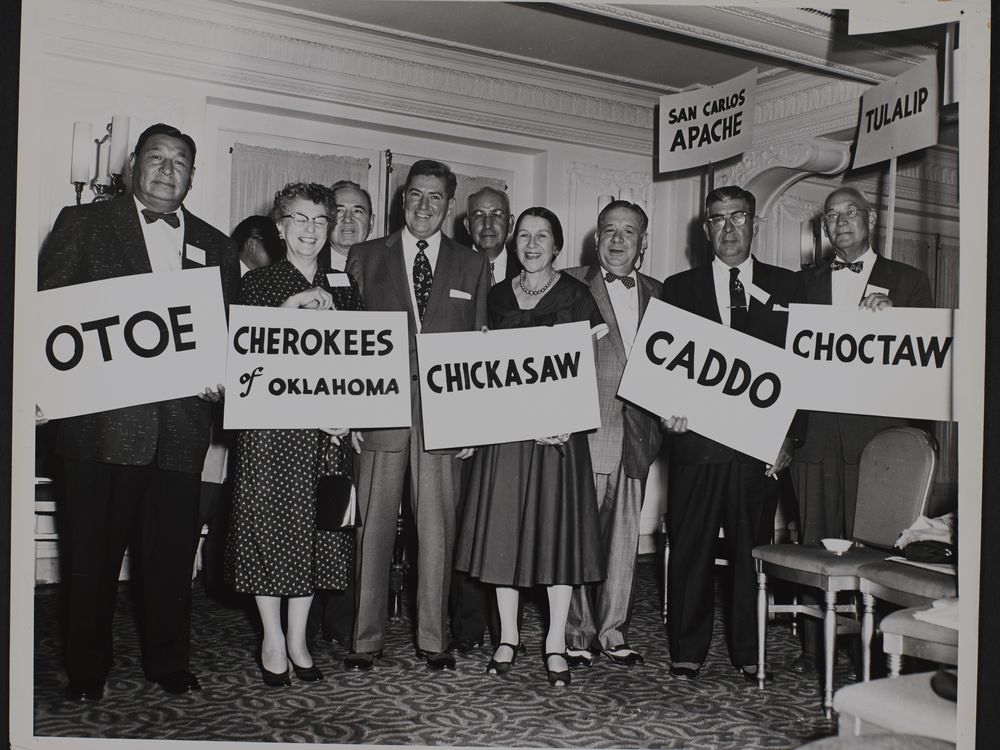 SAN CARLOS
APACHE
TULALIP
OTOE
CHEROKEES
of OKLAHOMA
CHICKASAW
CADDO
CHOCTAW